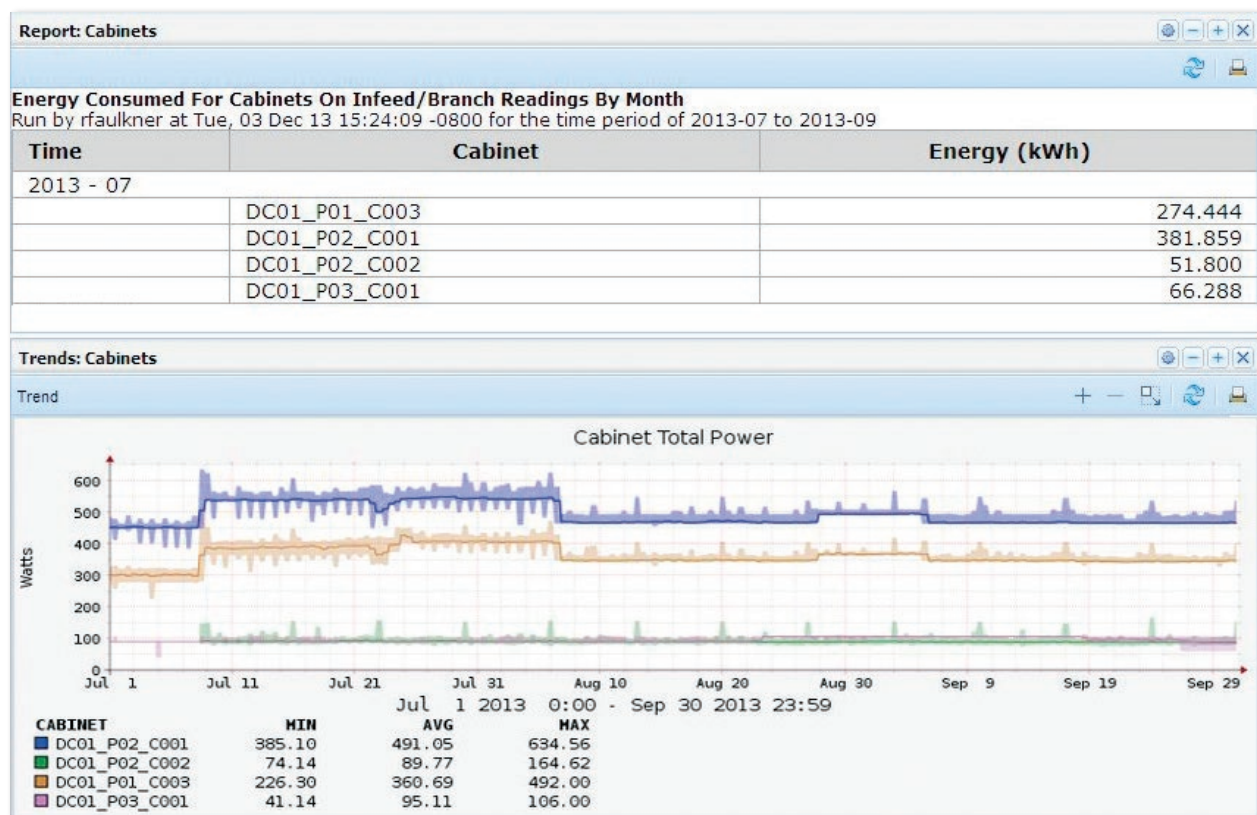 Report: Cabinets
Energy Consumed For Cabinets On Infeed/Branch Readings By Month
Run by rfaulkner at Tue, 03 Dec 13 15:24:09 -0800 for the time period of 2013-07 to 2013-09
Time Cabinet Energy (kWh)
2013 - 07
DC01_P01_C003 274.444
DC01_P02_C001 381.859
DC01_P02_C002 51.800
DC01_P03_C001 66.288
Trends: Cabinets
Trend
Cabinet Total Power
Watts
600
500
400
300
200
100
0
Jul 1 Jul 11 Jul 21 Jul 31 Aug 10 Aug 20 Aug 30 Sep 9 Sep 19 Sep 29
Jul 1 2013 0:00 - Sep 30 2013 23:59
CABINET MIN AVG MAX
DC01_P02_C001 385.10 491.05 634.56
DC01_P02_C002 74.14 89.77 164.62
DC01_P01_C003 226.30 360.69 492.00
DC01_P03_C001 41.14 95.11 106.00